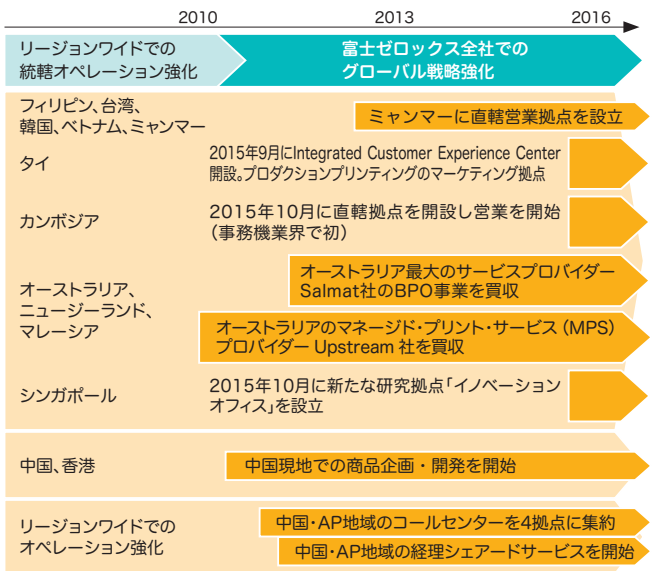 2010 2013 2016
リージョンワイドでの
統轄オペレーション強化
富士ゼロックス全社での
グローバル戦略強化
フィリピン、台湾、
韓国、ベトナム、ミャンマー
ミャンマーに直轄営業拠点を設立
タイ
2015年9月にIntegrated Customer Experience Center
開設。プロダクションプリンティングのマーケティング拠点
カンボジア
2015年10月に直轄拠点を開設し営業を開始
(事務機業界で初)
オーストラリア、
ニュージーランド、
マレーシア
オーストラリア最大のサービスプロバイダー
Salmat社のBPO事業を買収
オーストラリアのマネージド・プリント・サービス(MPS)
プロバイダー Upstream 社を買収
シンガポール
2015年10月に新たな研究拠点「イノベーション
オフィス」を設立
中国、香港
中国現地での商品企画・開発を開始
リージョンワイドでの
オペレーション強化
中国・AP地域のコールセンターを4拠点に集約
中国・AP地域の経理シェアードサービスを開始